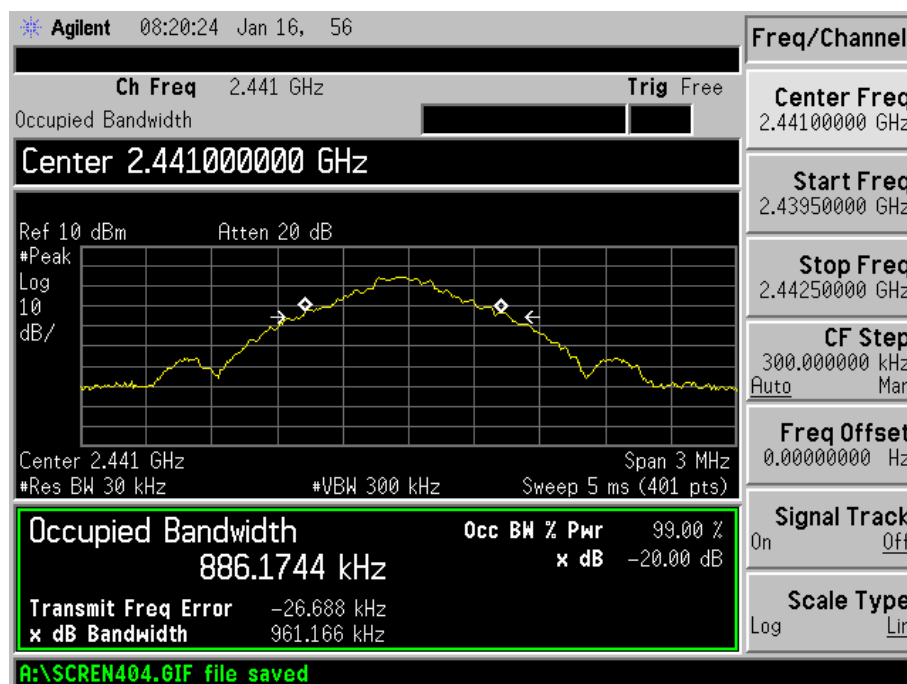 Agilent 08:20:24 Jan 16, 56
Ch Freq 2.441 GHz Trig Free
Occupied Bandwidth
Center 2.441000000 GHz
Ref 10 dBm Atten 20 dB
#Peak
Log
10
dB/
Center 2.441 GHz Span 3 MHz
#Res BW 30 kHz #VBW 300 kHz Sweep 5 ms (401 pts)
Occupied Bandwidth
886.1744 kHz
Occ BW % Pwr 99.00 %
x dB -20.00 dB
Transmit Freq Error -26.688 kHz
x dB Bandwidth 961.166 kHz
A:\SCREN404.GIF file saved
Freq/Channel
Center Freq
2.44100000 GHz
Start Freq
2.43950000 GHz
Stop Freq
2.44250000 GHz
CF Step
300.000000 kHz
Auto Man
Freq Offset
0.00000000 Hz
Signal Track
On Off
Scale Type
Log Lin